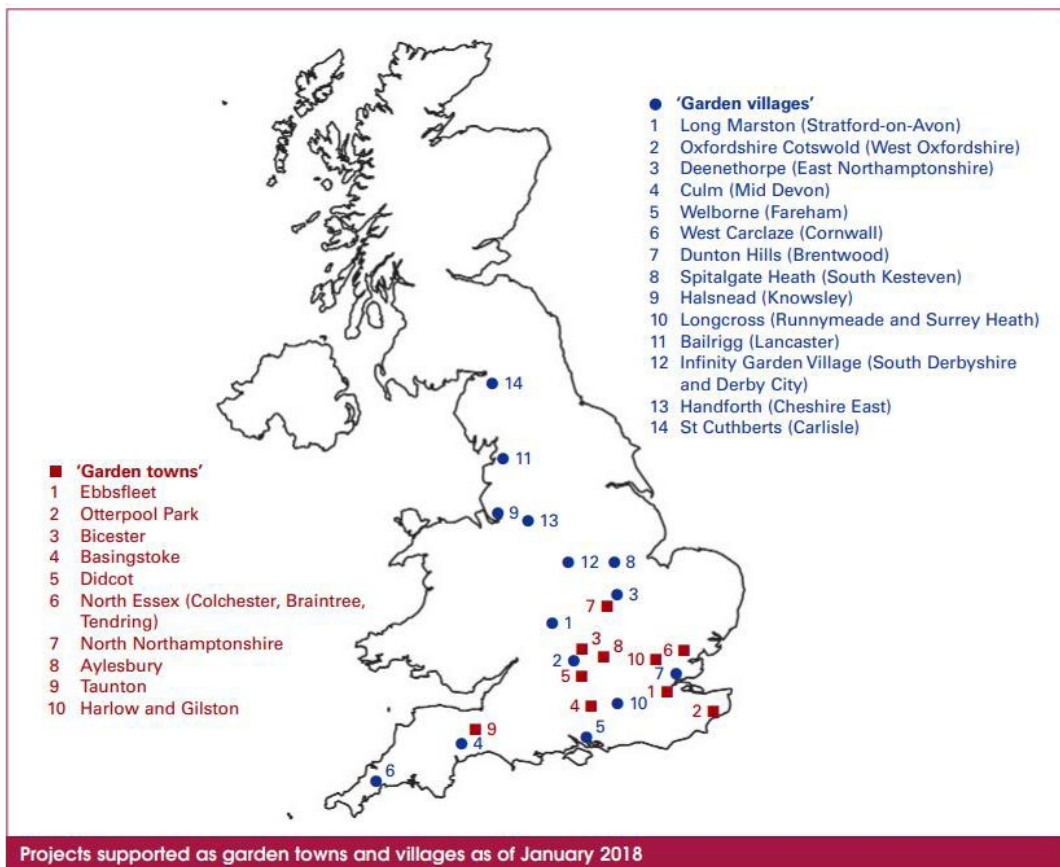 'Garden villages'
1 Long Marston (Stratford-on-Avon)
2 Oxfordshire Cotswold (West Oxfordshire)
3 Deenethorpe (East Northamptonshire)
4 Culm (Mid Devon)
5 Welborne (Fareham)
6 West Carclaze (Cornwall)
7 Dunton Hills (Brentwood)
8 Spitalgate Heath (South Kesteven)
9 Halsnead (Knowsley)
10 Longcross (Runnymeade and Surrey Heath)
11 Bailrigg (Lancaster)
12 Infinity Garden Village (South Derbyshire
and Derby City)
13 Handforth (Cheshire East)
14 St Cuthberts (Carlisle)
'Garden towns'
1 Ebbsfleet
2 Otterpool Park
3 Bicester
4 Basingstoke
5 Didcot
6 North Essex (Colchester, Braintree,
Tendring)
7 North Northamptonshire
8 Aylesbury
9 Taunton
10 Harlow and Gilston
14
11
9
13
12
8
3
7
1
3
8
6
2
10
7
5
1
4
10
2
5
9
4
6
Projects supported as garden towns and villages as of January 2018